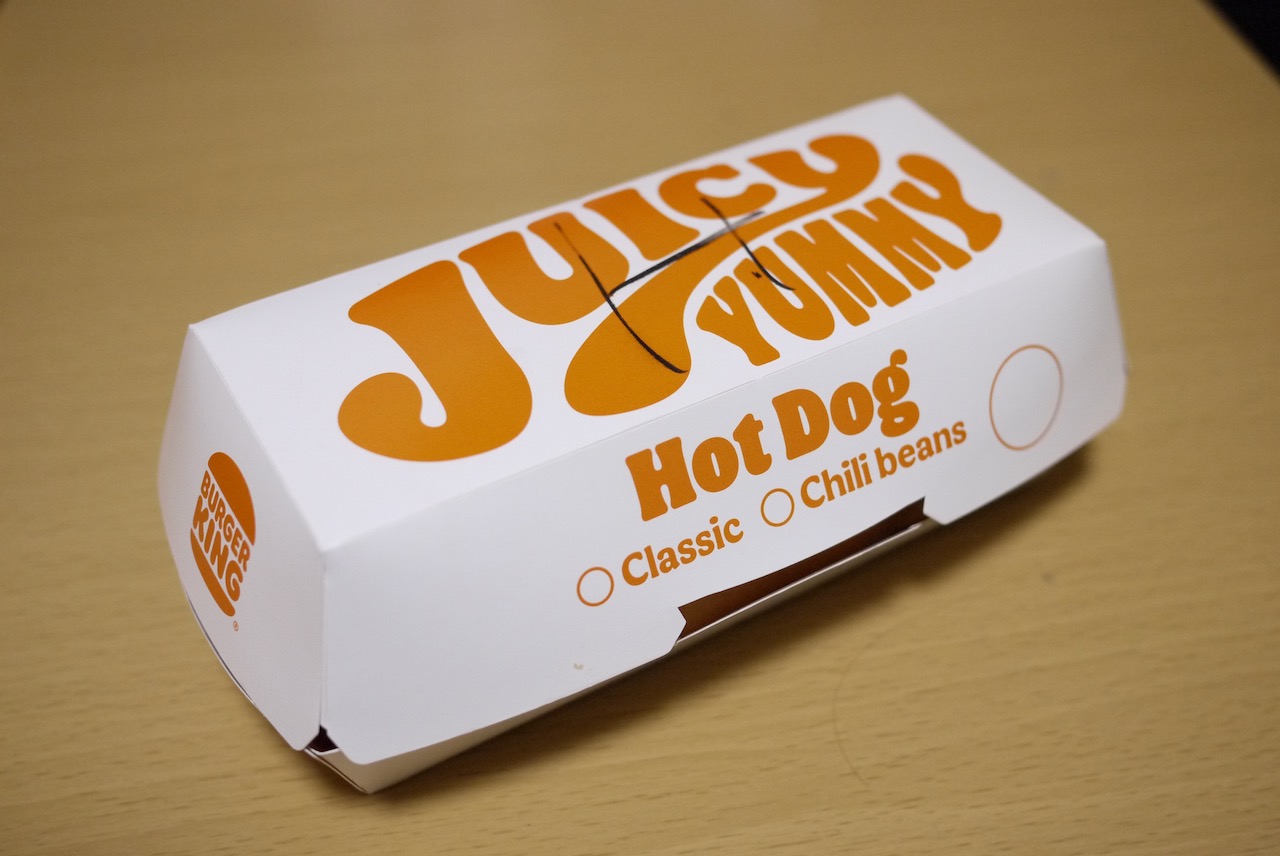 JUICY
YUMMY
H
Hot Dog
Classic
Chili beans
BURGER
KING
®